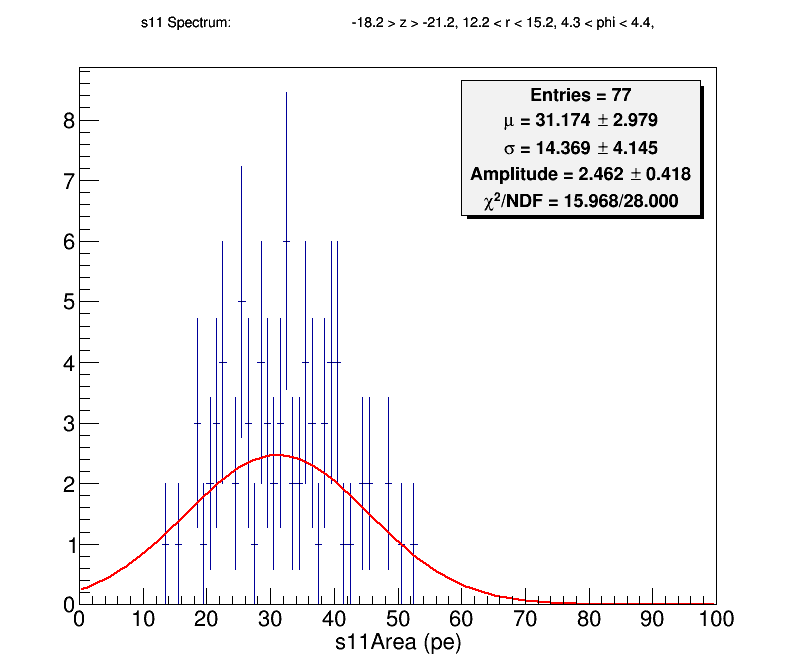 s11 Spectrum: -18.2 > z > -21.2, 12.2 < r < 15.2, 4.3 < phi < 4.4,
Entries = 77
μ = 31.174 ± 2.979
σ = 14.369 ± 4.145
Amplitude = 2.462 ± 0.418
χ²/NDF = 15.968/28.000
8
7
6
5
4
3
2
1
0
0 10 20 30 40 50 60 70 80 90 100
s11Area (pe)